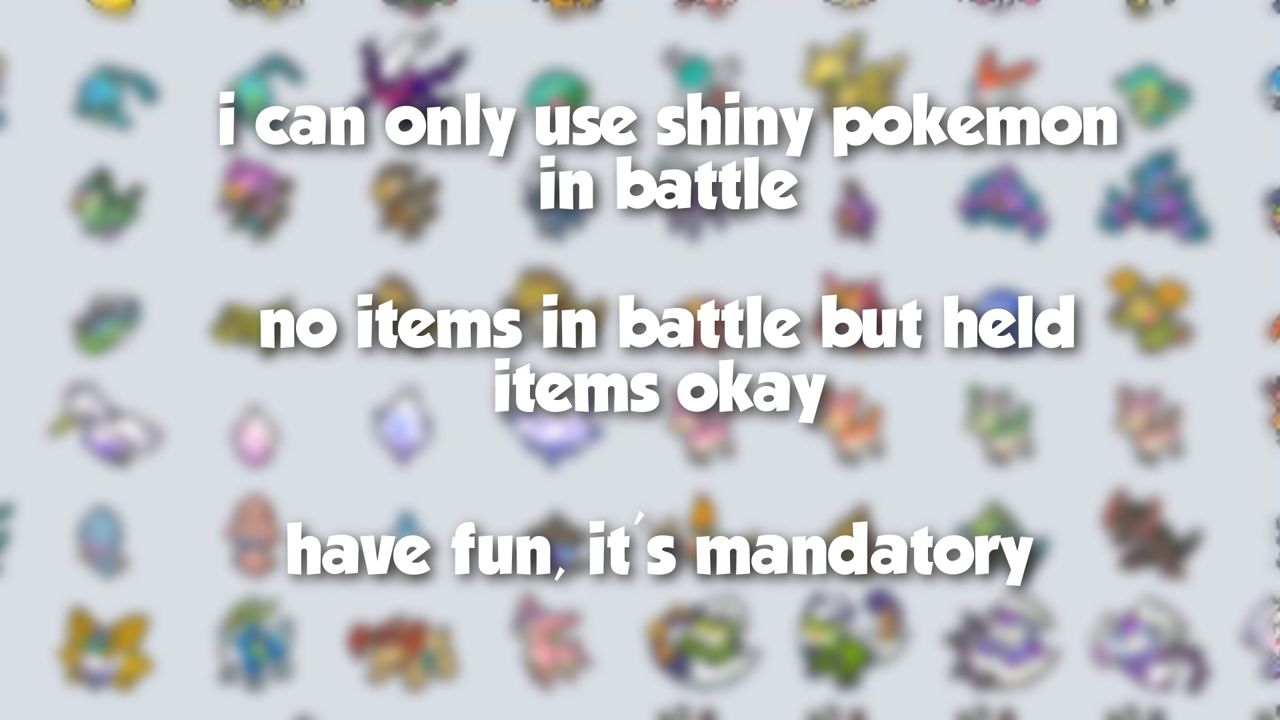 i can only use shiny pokemon
in battle
no items in battle but held
items okay
have fun, it's mandatory